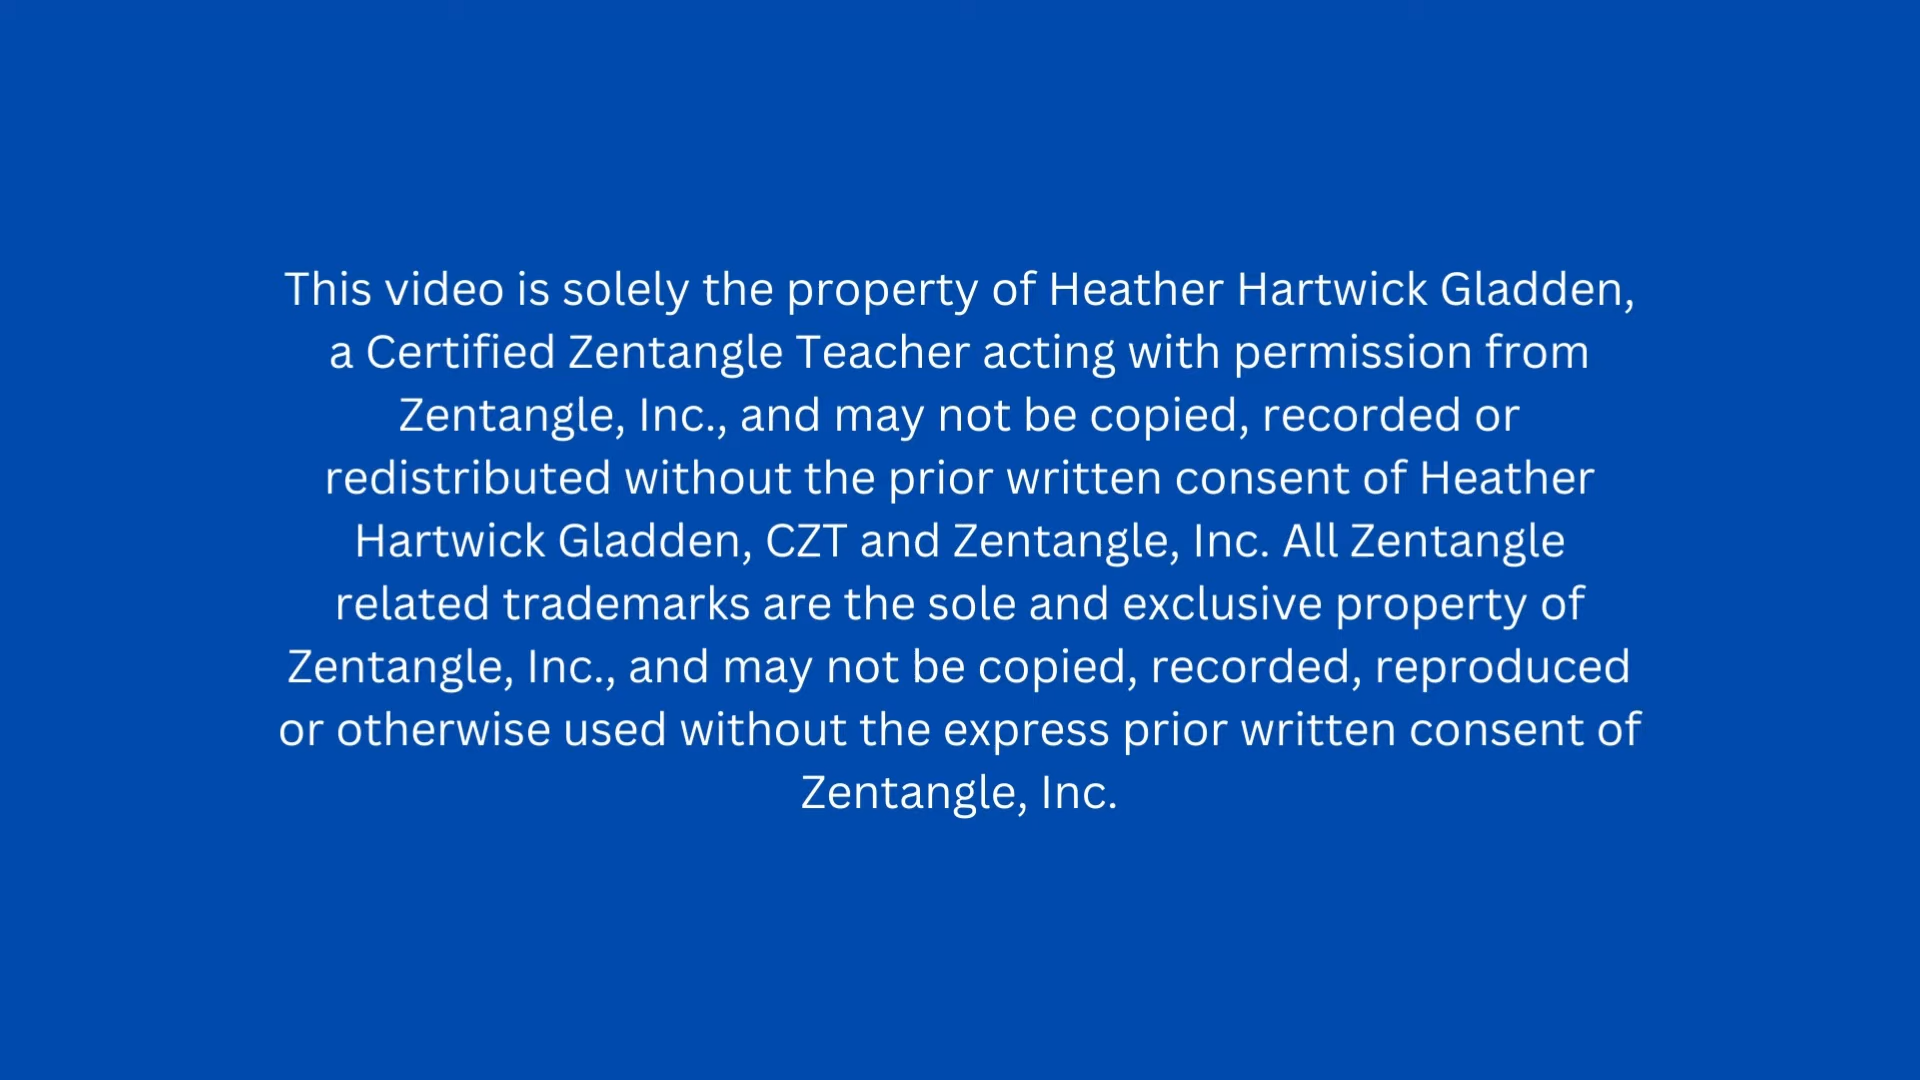 This video is solely the property of Heather Hartwick Gladden,
a Certified Zentangle Teacher acting with permission from
Zentangle, Inc., and may not be copied, recorded or
redistributed without the prior written consent of Heather
Hartwick Gladden, CZT and Zentangle, Inc. All Zentangle
related trademarks are the sole and exclusive property of
Zentangle, Inc., and may not be copied, recorded, reproduced
or otherwise used without the express prior written consent of
Zentangle, Inc.